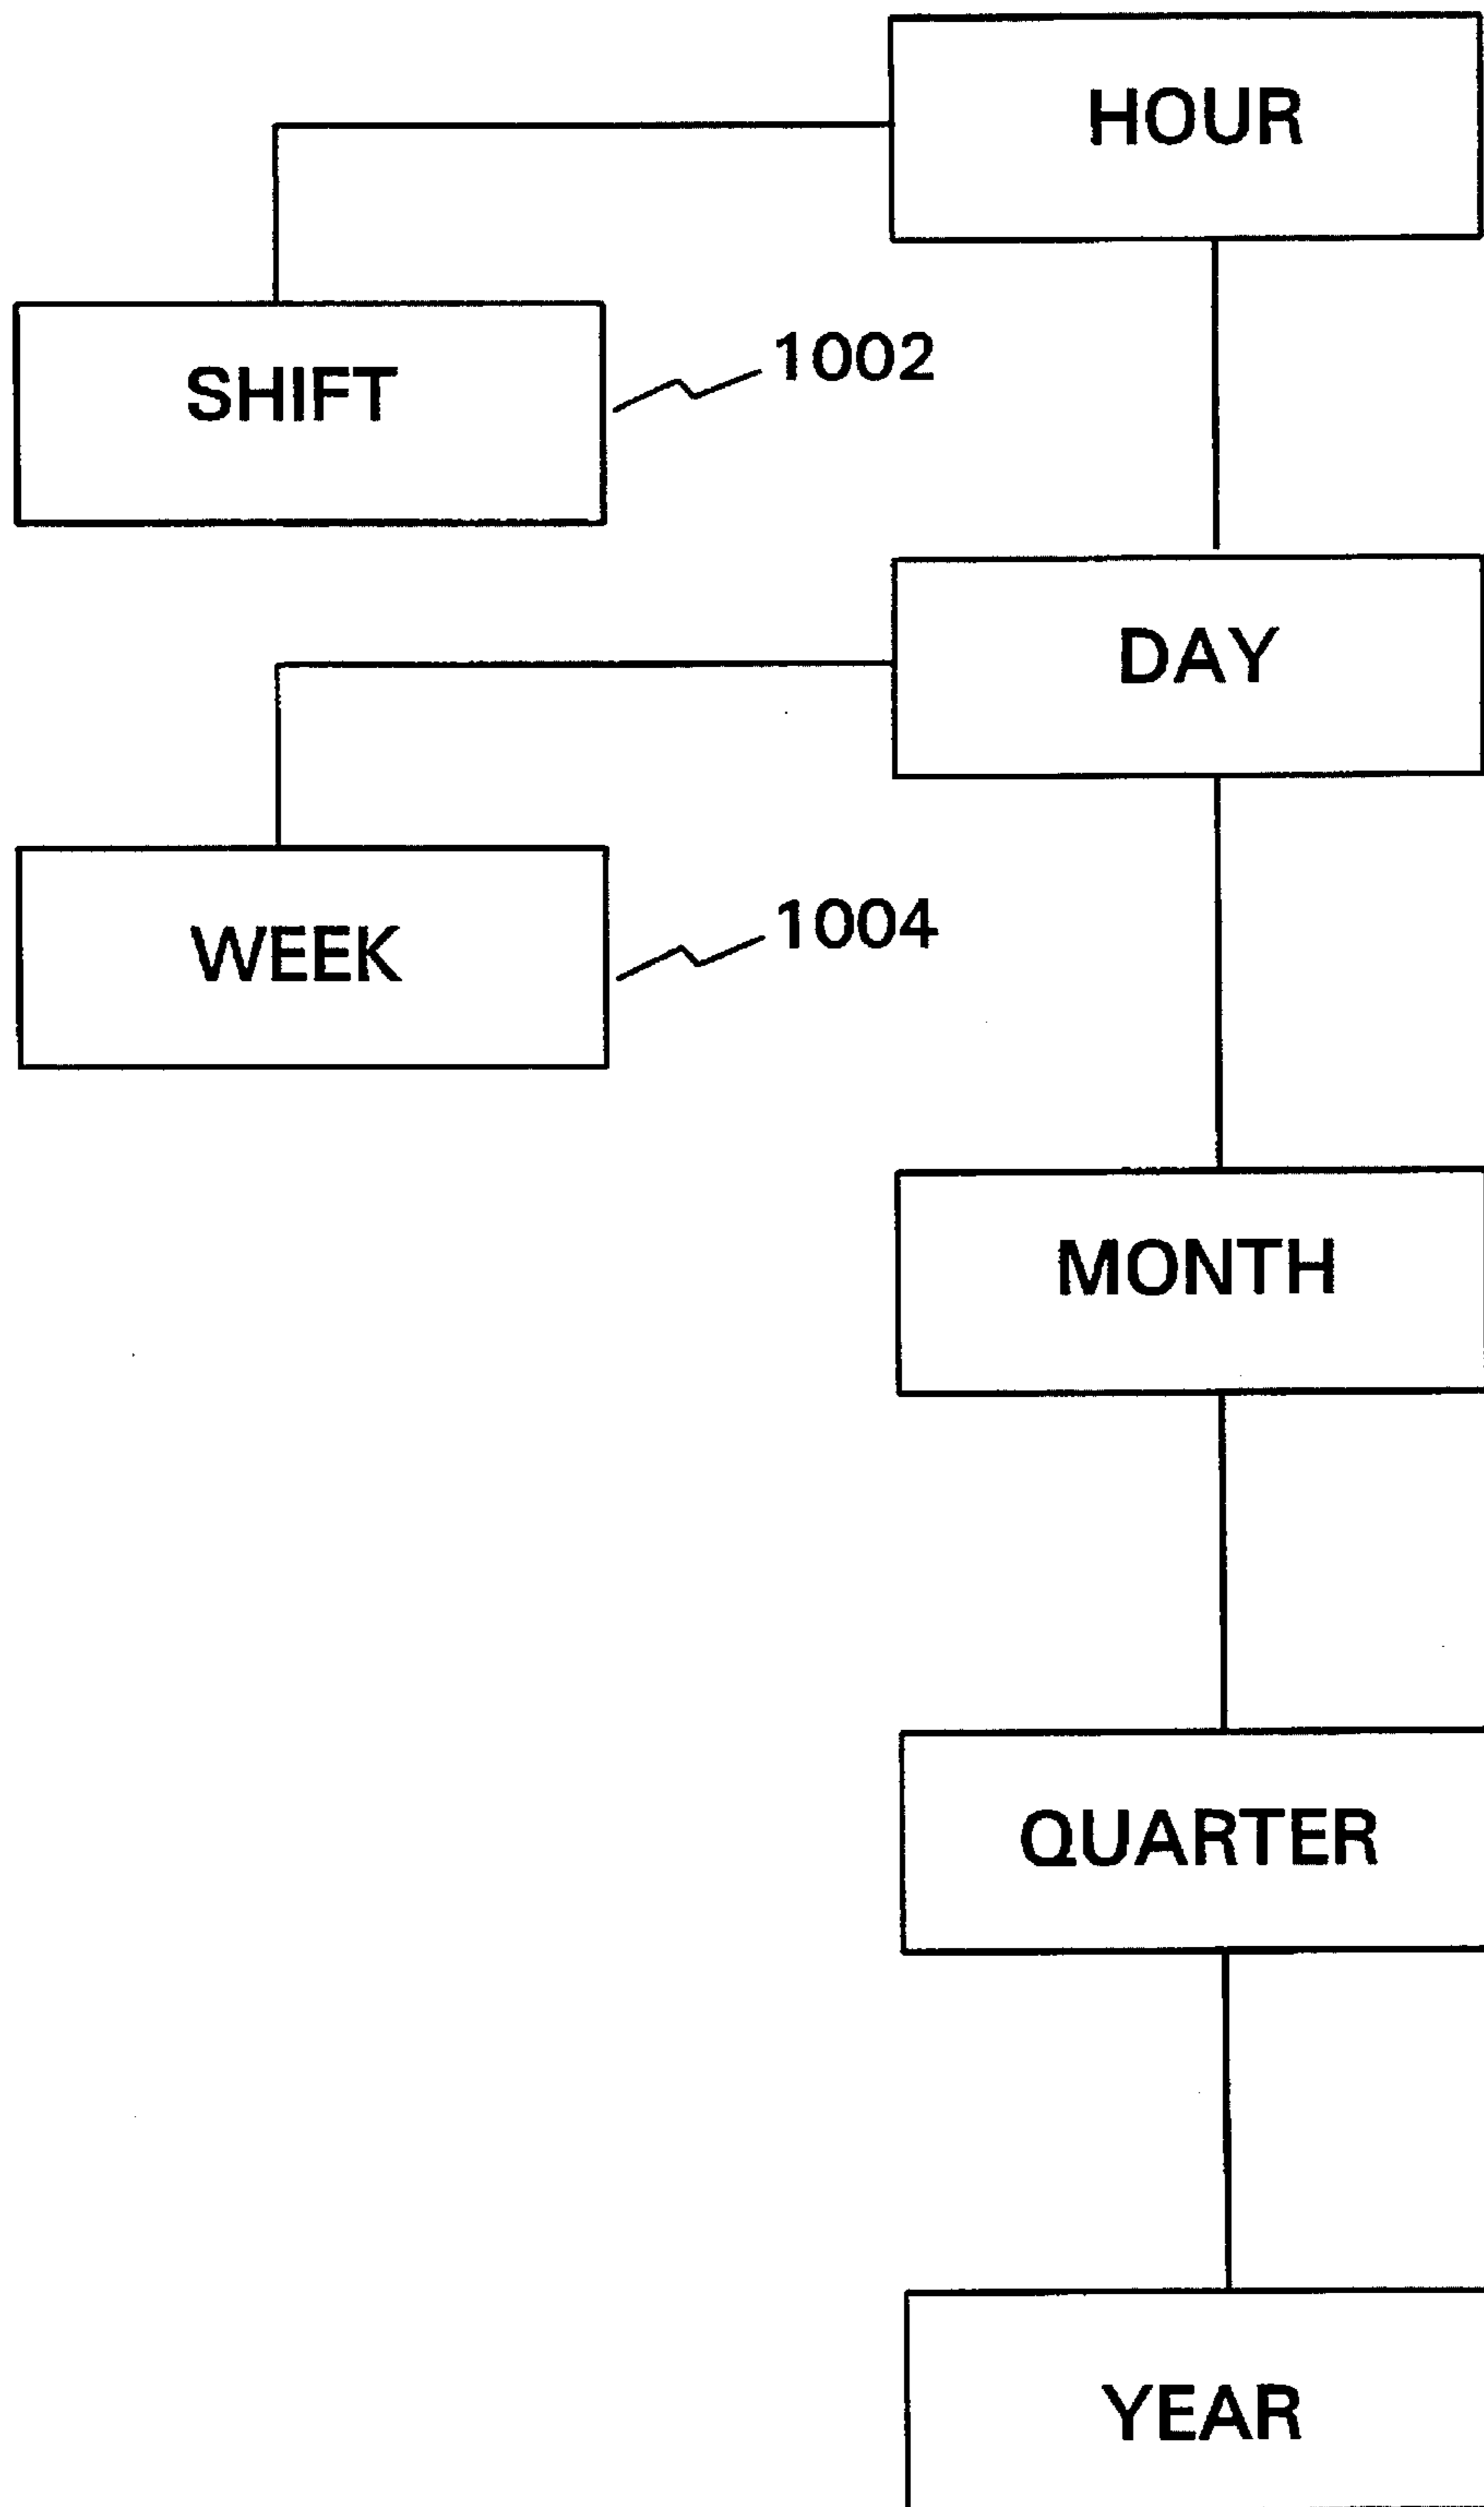 HOUR
SHIFT
1002
DAY
WEEK
1004
MONTH
QUARTER
YEAR